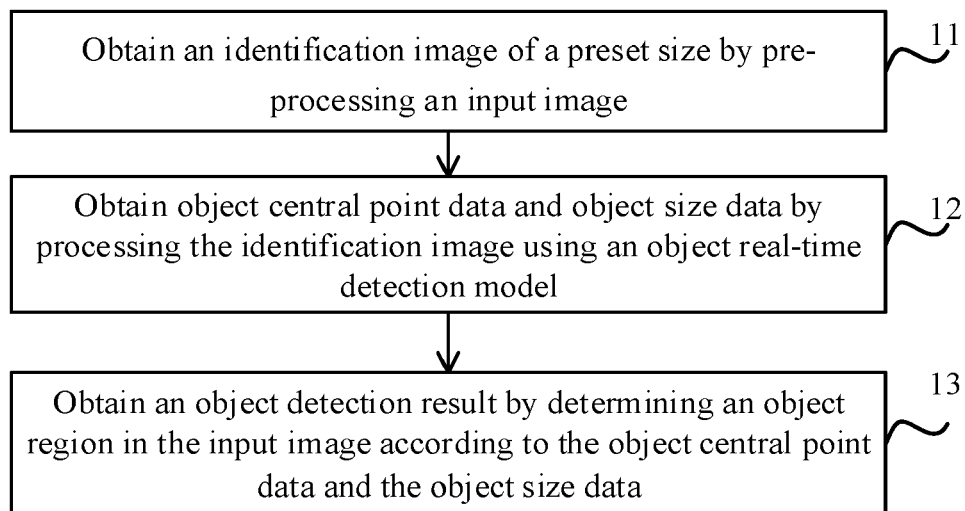 Obtain an identification image of a preset size by pre-
processing an input image
11
Obtain object central point data and object size data by
processing the identification image using an object real-time
detection model
12
Obtain an object detection result by determining an object
region in the input image according to the object central point
data and the object size data
13